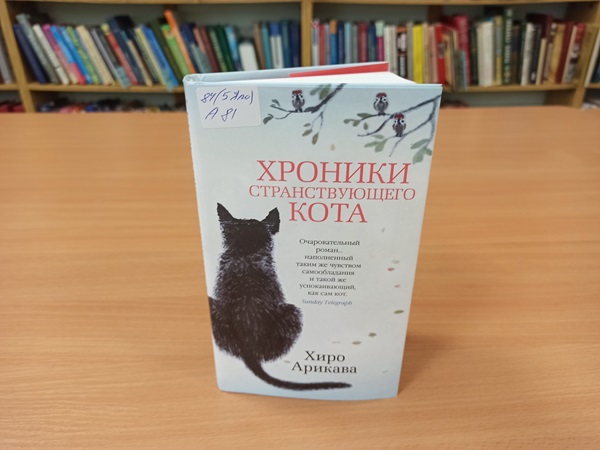 84(5Япо)
А 81
ХРОНИКИ
СТРАНСТВУЮЩЕГО
КОТА
Очаровательный
роман...
наполненный
таким же чувством
самообладания
и такой же
успокаивающий,
как сам кот.
Sunday Telegraph
Хиро
Арикава